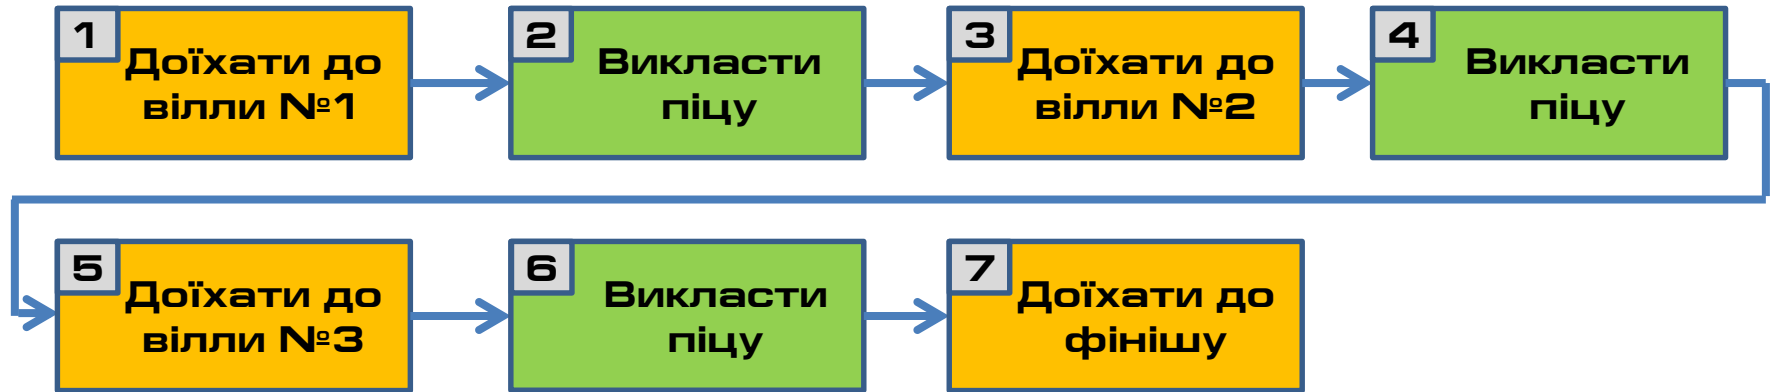 1
Доїхати до
вілли №1
2
Викласти
піцу
3
Доїхати до
вілли №2
4
Викласти
піцу
5
Доїхати до
вілли №3
6
Викласти
піцу
7
Доїхати до
фінішу